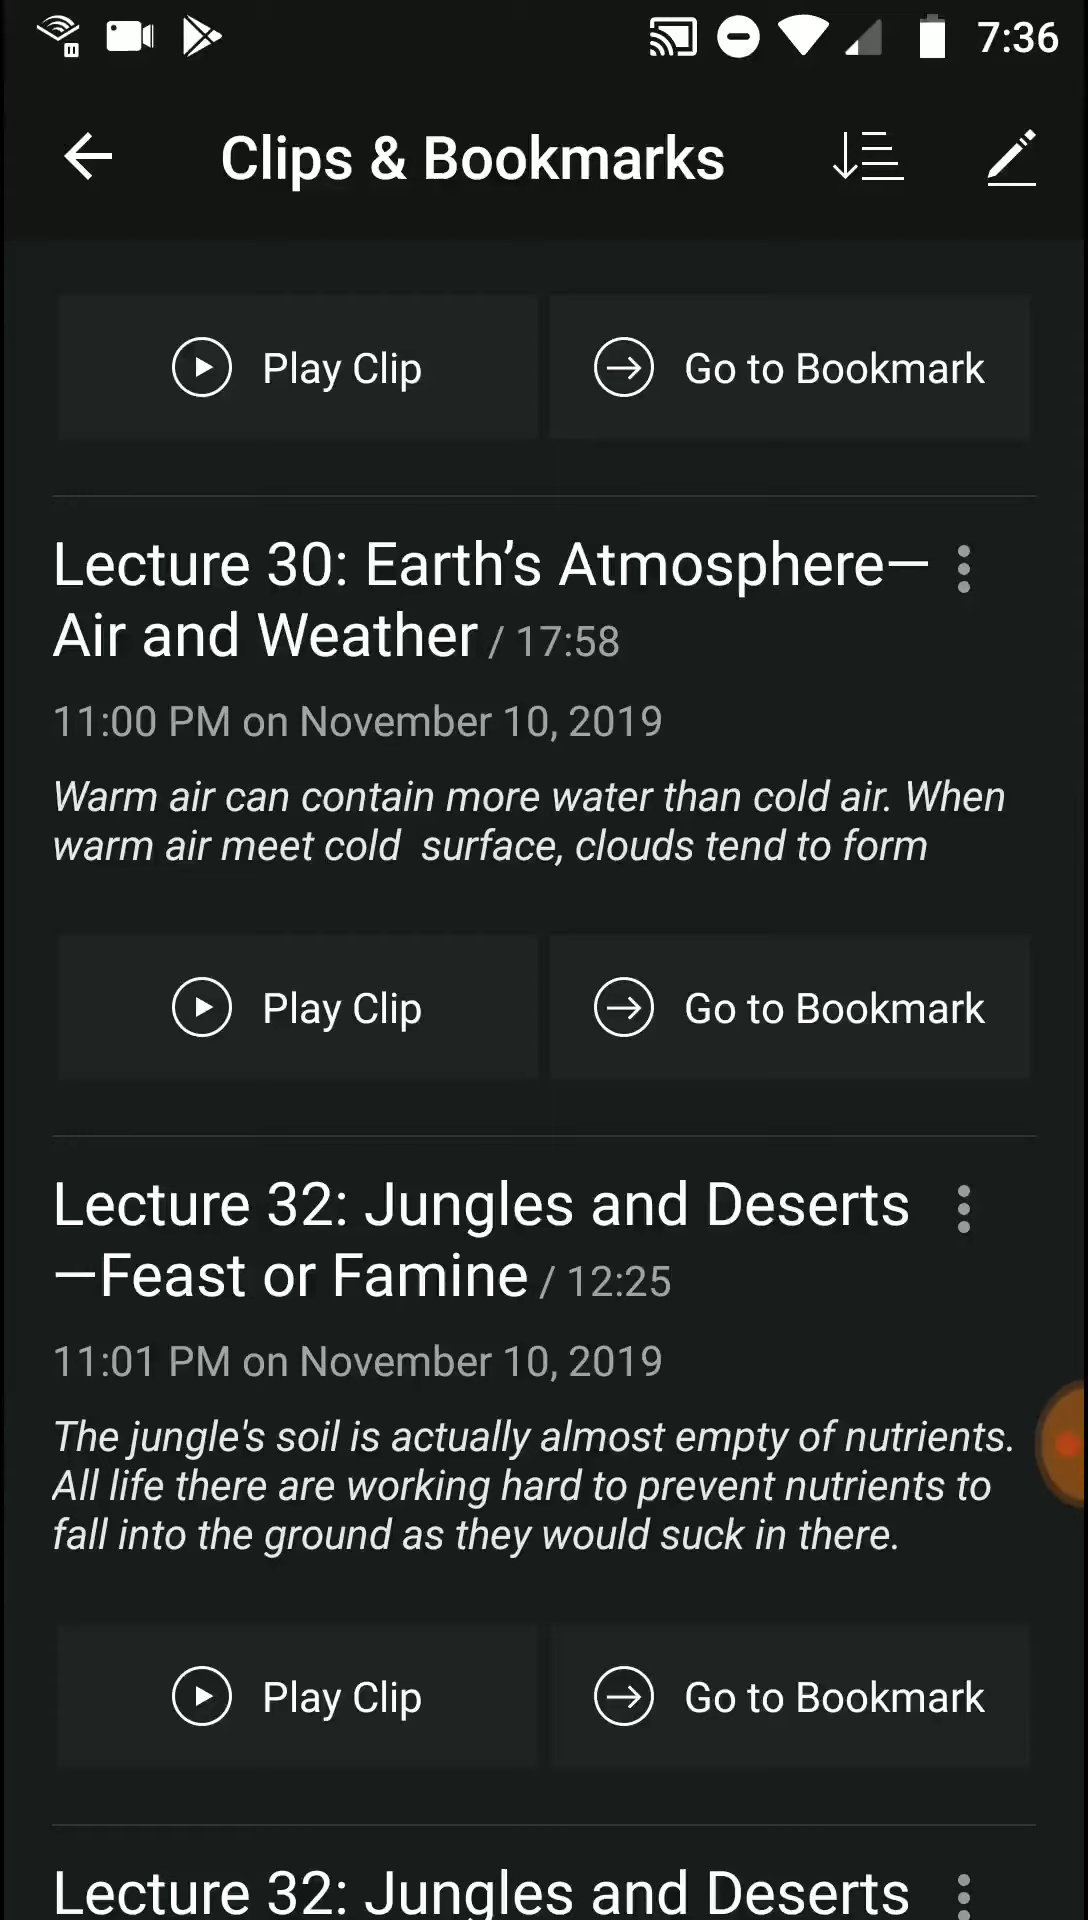 7:36
Clips & Bookmarks
Play Clip
Go to Bookmark
Lecture 30: Earth’s Atmosphere—
Air and Weather / 17:58
11:00 PM on November 10, 2019
Warm air can contain more water than cold air. When
warm air meet cold  surface, clouds tend to form
Play Clip
Go to Bookmark
Lecture 32: Jungles and Deserts
—Feast or Famine / 12:25
11:01 PM on November 10, 2019
The jungle's soil is actually almost empty of nutrients.
All life there are working hard to prevent nutrients to
fall into the ground as they would suck in there.
Play Clip
Go to Bookmark
Lecture 32: Jungles and Deserts